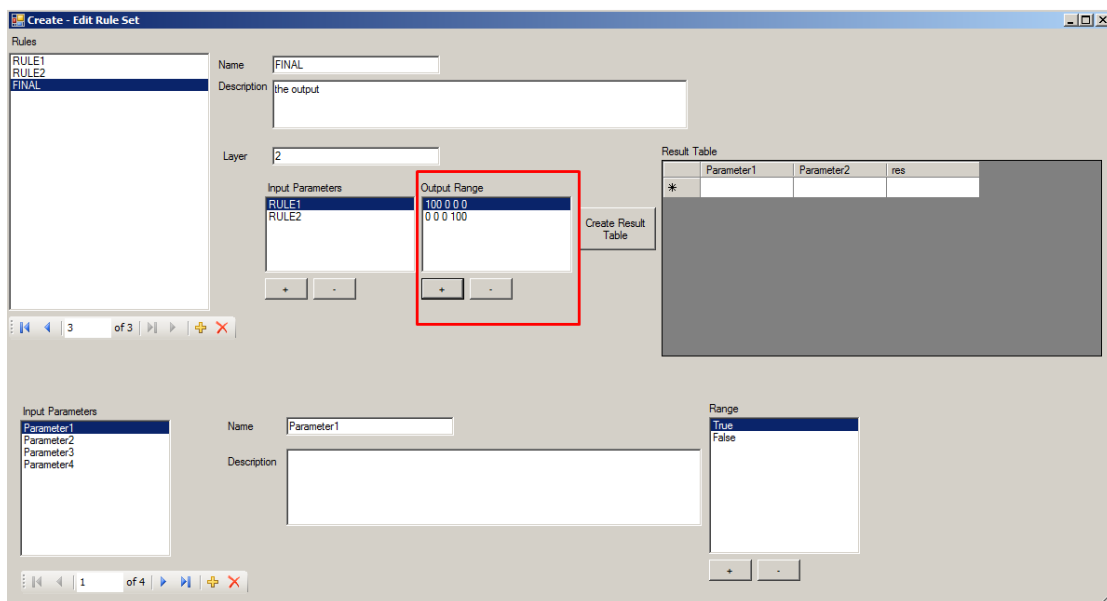 Create - Edit Rule Set
Rules
RULE1
RULE2
FINAL
Name FINAL
Description the output
Layer 2
Input Parameters
RULE1
RULE2
+ -
Output Range
100 0 0 0
0 0 0 100
+ -
Create Result
Table
Result Table
Parameter1 Parameter2 res
3 of 3
Input Parameters
Parameter1
Parameter2
Parameter3
Parameter4
1 of 4
Name Parameter1
Description
Range
True
False
+ -